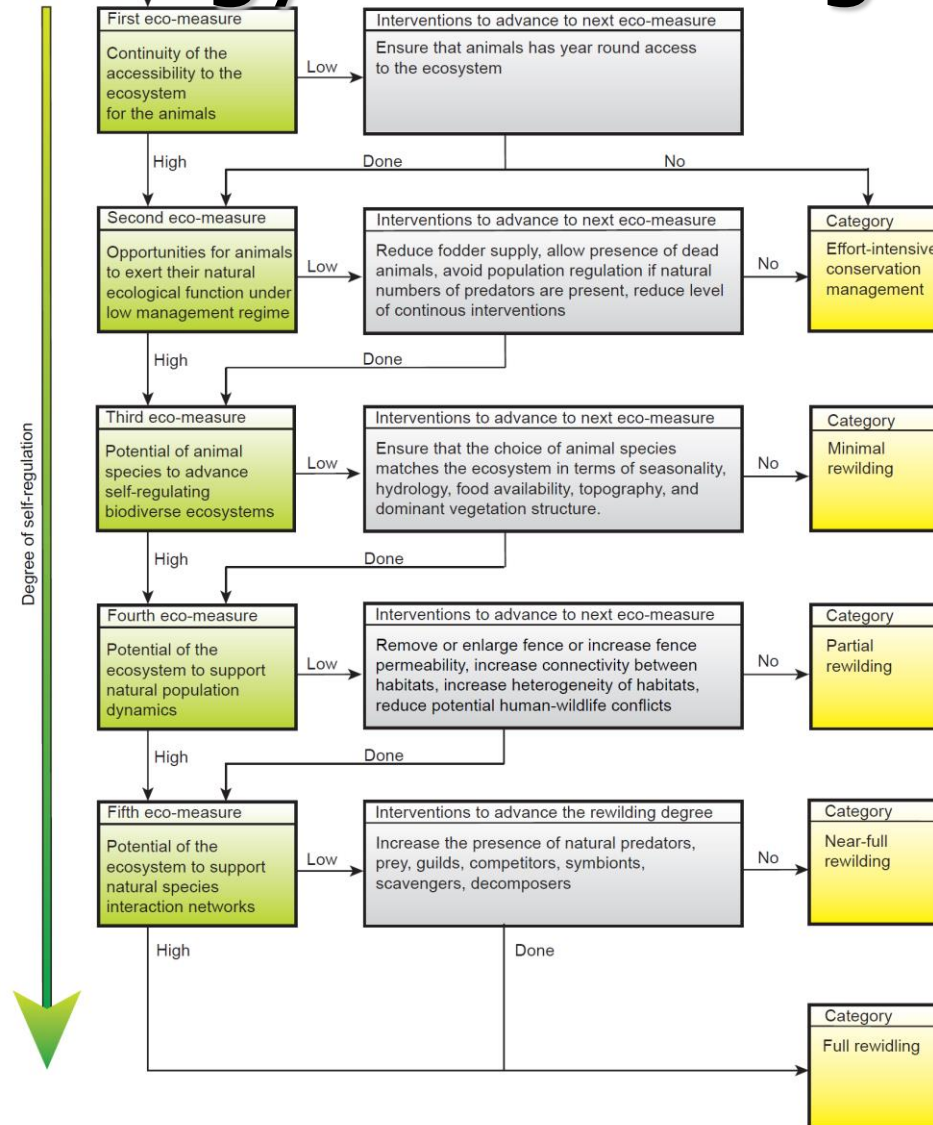 First eco-measure
Continuity of the
accessibility to the
ecosystem
for the animals
Low
Interventions to advance to next eco-measure
Ensure that animals has year round access
to the ecosystem
High
Done
No
Second eco-measure
Opportunities for animals
to exert their natural
ecological function under
low management regime
Low
Interventions to advance to next eco-measure
Reduce fodder supply, allow presence of dead
animals, avoid population regulation if natural
numbers of predators are present, reduce level
of continous interventions
No
Category
Effort-intensive
conservation
management
High
Done
Third eco-measure
Potential of animal
species to advance
self-regulating
biodiverse ecosystems
Low
Interventions to advance to next eco-measure
Ensure that the choice of animal species
matches the ecosystem in terms of seasonality,
hydrology, food availability, topography, and
dominant vegetation structure.
No
Category
Minimal
rewilding
Degree of self-regulation
High
Done
Fourth eco-measure
Potential of the
ecosystem to support
natural population
dynamics
Low
Interventions to advance to next eco-measure
Remove or enlarge fence or increase fence
permeability, increase connectivity between
habitats, increase heterogeneity of habitats,
reduce potential human-wildlife conflicts
No
Category
Partial
rewilding
High
Done
Fifth eco-measure
Potential of the
ecosystem to support
natural species
interaction networks
Low
Interventions to advance the rewilding degree
Increase the presence of natural predators,
prey, guilds, competitors, symbionts,
scavengers, decomposers
No
Category
Near-full
rewilding
High
Done
Category
Full rewidling